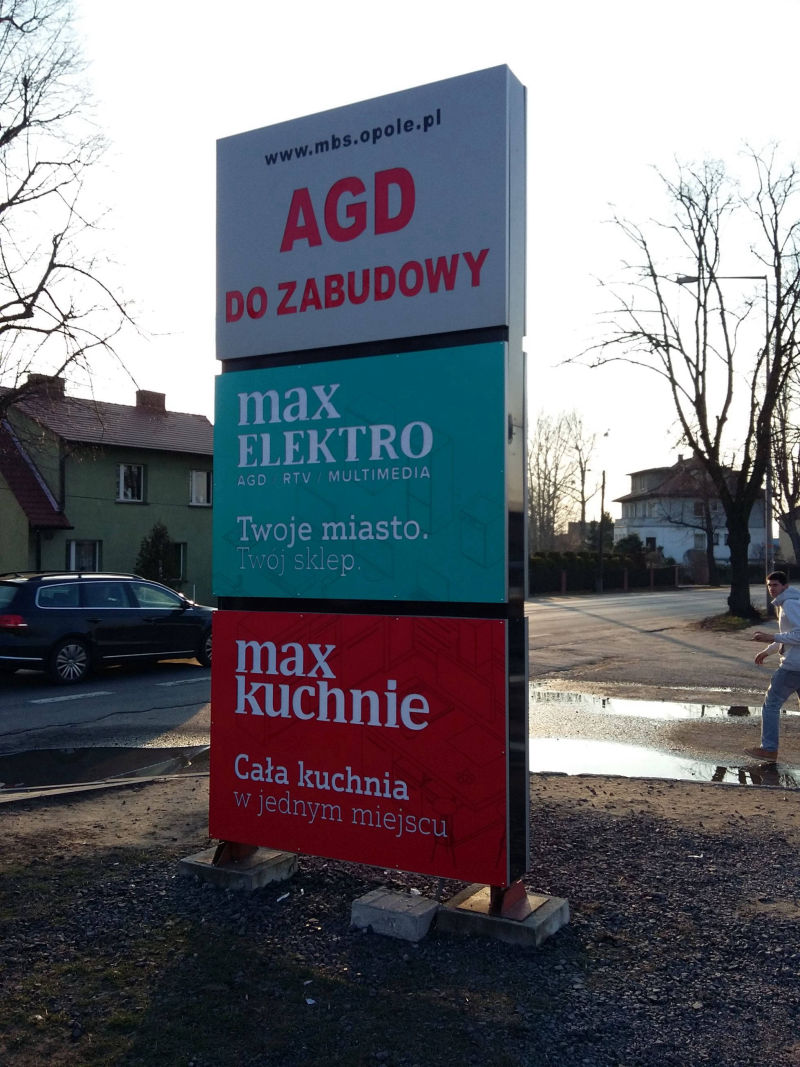 www.mbs.opole.pl
AGD
DO ZABUDOWY
max
ELEKTRO
AGD / RTV / MULTIMEDIA
Twoje miasto.
Twój sklep.
max
kuchnie
Cała kuchnia
w jednym miejscu